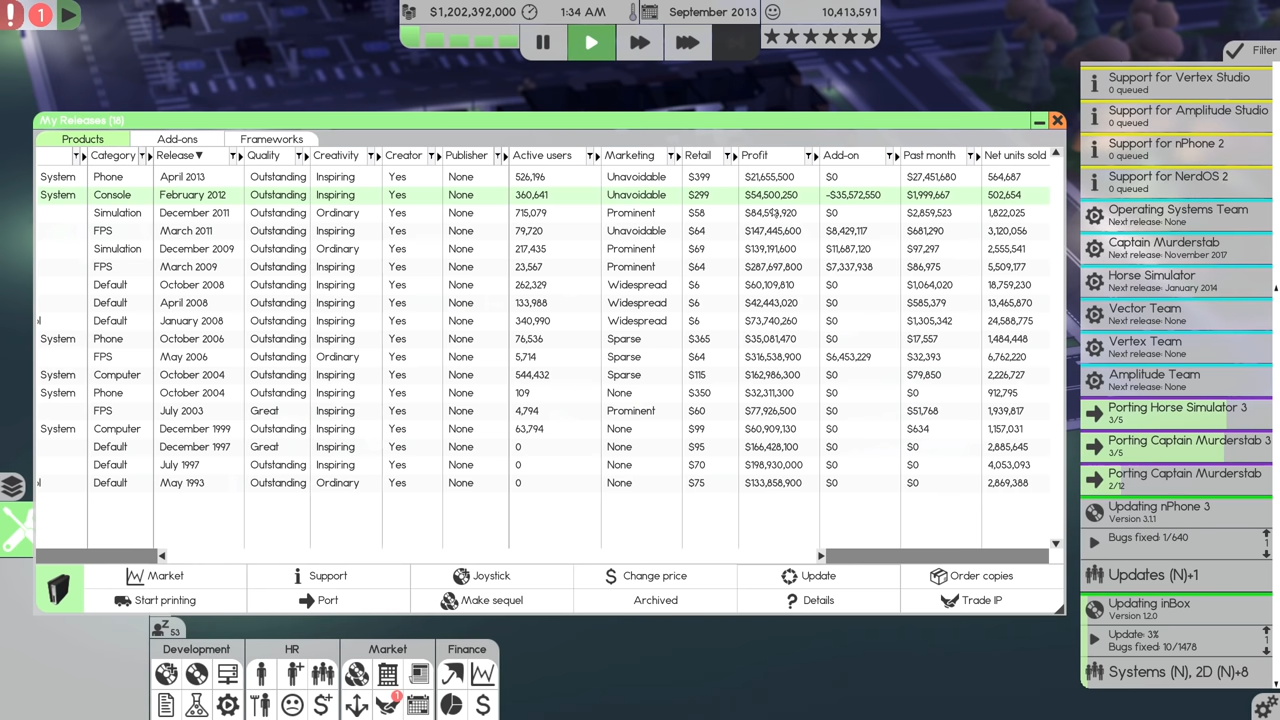 1
$1,202,392,000 1:34 AM September 2013 10,413,591
Filter
My Releases (18)
Products Add-ons Frameworks
Category Release▼ Quality Creativity Creator Publisher Active users Marketing Retail Profit Add-on Past month Net units sold
System Phone April 2013 Outstanding Inspiring Yes None 526,196 Unavoidable $399 $21,655,500 $0 $27,451,680 564,687
System Console February 2012 Outstanding Inspiring Yes None 360,641 Unavoidable $299 $54,500,250 -$35,572,550 $1,999,667 502,654
Simulation December 2011 Outstanding Ordinary Yes None 715,079 Prominent $58 $0 $2,859,523 1,822,025
FPS March 2011 Outstanding Inspiring Yes None 79,720 Unavoidable $64 $147,445,600 $8,429,117 $681,290 3,120,056
Simulation December 2009 Outstanding Ordinary Yes None 217,435 Prominent $69 $139,191,600 $11,687,120 $97,297 2,555,541
FPS March 2009 Outstanding Inspiring Yes None 23,567 Prominent $64 $287,697,800 $7,337,938 $86,975 5,509,177
Default October 2008 Outstanding Inspiring Yes None 262,329 Widespread $6 $60,109,810 $0 $1,064,020 18,759,230
Default April 2008 Outstanding Inspiring Yes None 133,988 Widespread $6 $42,443,020 $0 $585,379 13,465,870
Default January 2008 Outstanding Inspiring Yes None 340,990 Widespread $6 $73,740,260 $0 $1,305,342 24,588,775
System Phone October 2006 Outstanding Inspiring Yes None 76,536 Sparse $365 $35,081,470 $0 $17,557 1,484,448
FPS May 2006 Outstanding Ordinary Yes None 5,714 Sparse $64 $316,538,900 $6,453,229 $32,393 6,762,220
System Computer October 2004 Outstanding Inspiring Yes None 544,432 Sparse $115 $162,986,300 $0 $79,850 2,226,727
System Phone October 2004 Outstanding Inspiring Yes None 109 None $350 $32,311,300 $0 $0 912,795
FPS July 2003 Great Inspiring Yes None 4,794 Prominent $60 $77,926,500 $0 $51,768 1,939,817
System Computer December 1999 Outstanding Inspiring Yes None 63,794 None $99 $60,909,130 $0 $634 1,157,031
Default December 1997 Great Inspiring Yes None 0 None $95 $166,428,100 $0 $0 2,885,645
Default July 1997 Outstanding Inspiring Yes None 0 None $70 $198,930,000 $0 $0 4,053,093
Default May 1993 Outstanding Ordinary Yes None 0 None $75 $133,858,900 $0 $0 2,869,388
Market Support Joystick Change price Update Order copies
Start printing Port Make sequel Archived Details Trade IP
Z 53
Development HR Market Finance
1
Support for Vertex Studio
0 queued
Support for Amplitude Studio
0 queued
Support for nPhone 2
0 queued
Support for NerdOS 2
0 queued
Operating Systems Team
Next release: None
Captain Murderstab
Next release: November 2017
Horse Simulator
Next release: January 2014
Vector Team
Next release: None
Vertex Team
Next release: None
Amplitude Team
Next release: None
Porting Horse Simulator 3
3/5
Porting Captain Murderstab 3
3/5
Porting Captain Murderstab
2/12
Updating nPhone 3
Version 3.1.1
Bugs fixed: 1/640
1
Updates (N)+1
Updating inBox
Version 1.2.0
Update: 3%
Bugs fixed: 10/1478
1
Systems (N), 2D (N)+8